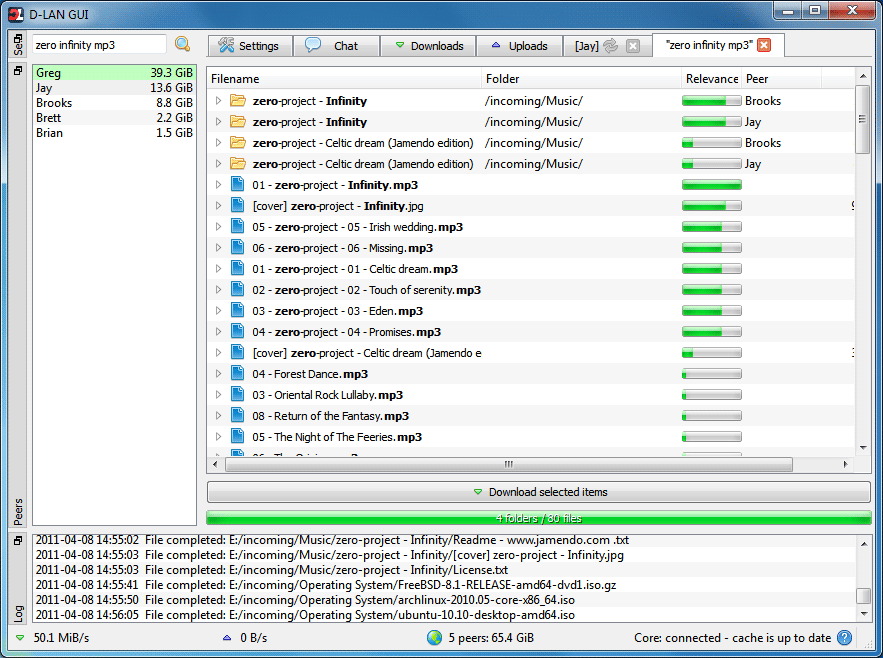 D-LAN GUI
Search
zero infinity mp3
Settings Chat Downloads Uploads [Jay] "zero infinity mp3"
Peers
Greg 39.3 GiB
Jay 13.6 GiB
Brooks 8.8 GiB
Brett 2.2 GiB
Brian 1.5 GiB
Filename Folder Relevance Peer
zero-project - Infinity /incoming/Music/ Brooks
zero-project - Infinity /incoming/Music/ Jay
zero-project - Celtic dream (Jamendo edition) /incoming/Music/ Brooks
zero-project - Celtic dream (Jamendo edition) /incoming/Music/ Jay
01 - zero-project - Infinity.mp3
[cover] zero-project - Infinity.jpg
05 - zero-project - 05 - Irish wedding.mp3
06 - zero-project - 06 - Missing.mp3
01 - zero-project - 01 - Celtic dream.mp3
02 - zero-project - 02 - Touch of serenity.mp3
03 - zero-project - 03 - Eden.mp3
04 - zero-project - 04 - Promises.mp3
[cover] zero-project - Celtic dream (Jamendo e
04 - Forest Dance.mp3
03 - Oriental Rock Lullaby.mp3
08 - Return of the Fantasy.mp3
05 - The Night of The Feeries.mp3
Download selected items
4 folders / 80 files
Log
2011-04-08 14:55:02 File completed: E:/incoming/Music/zero-project - Infinity/Readme - www.jamendo.com .txt
2011-04-08 14:55:03 File completed: E:/incoming/Music/zero-project - Infinity/[cover] zero-project - Infinity.jpg
2011-04-08 14:55:03 File completed: E:/incoming/Music/zero-project - Infinity/License.txt
2011-04-08 14:55:41 File completed: E:/incoming/Operating System/FreeBSD-8.1-RELEASE-amd64-dvd1.iso.gz
2011-04-08 14:55:50 File completed: E:/incoming/Operating System/archlinux-2010.05-core-x86_64.iso
2011-04-08 14:56:05 File completed: E:/incoming/Operating System/ubuntu-10.10-desktop-amd64.iso
50.1 MiB/s 0 B/s 5 peers: 65.4 GiB Core: connected - cache is up to date